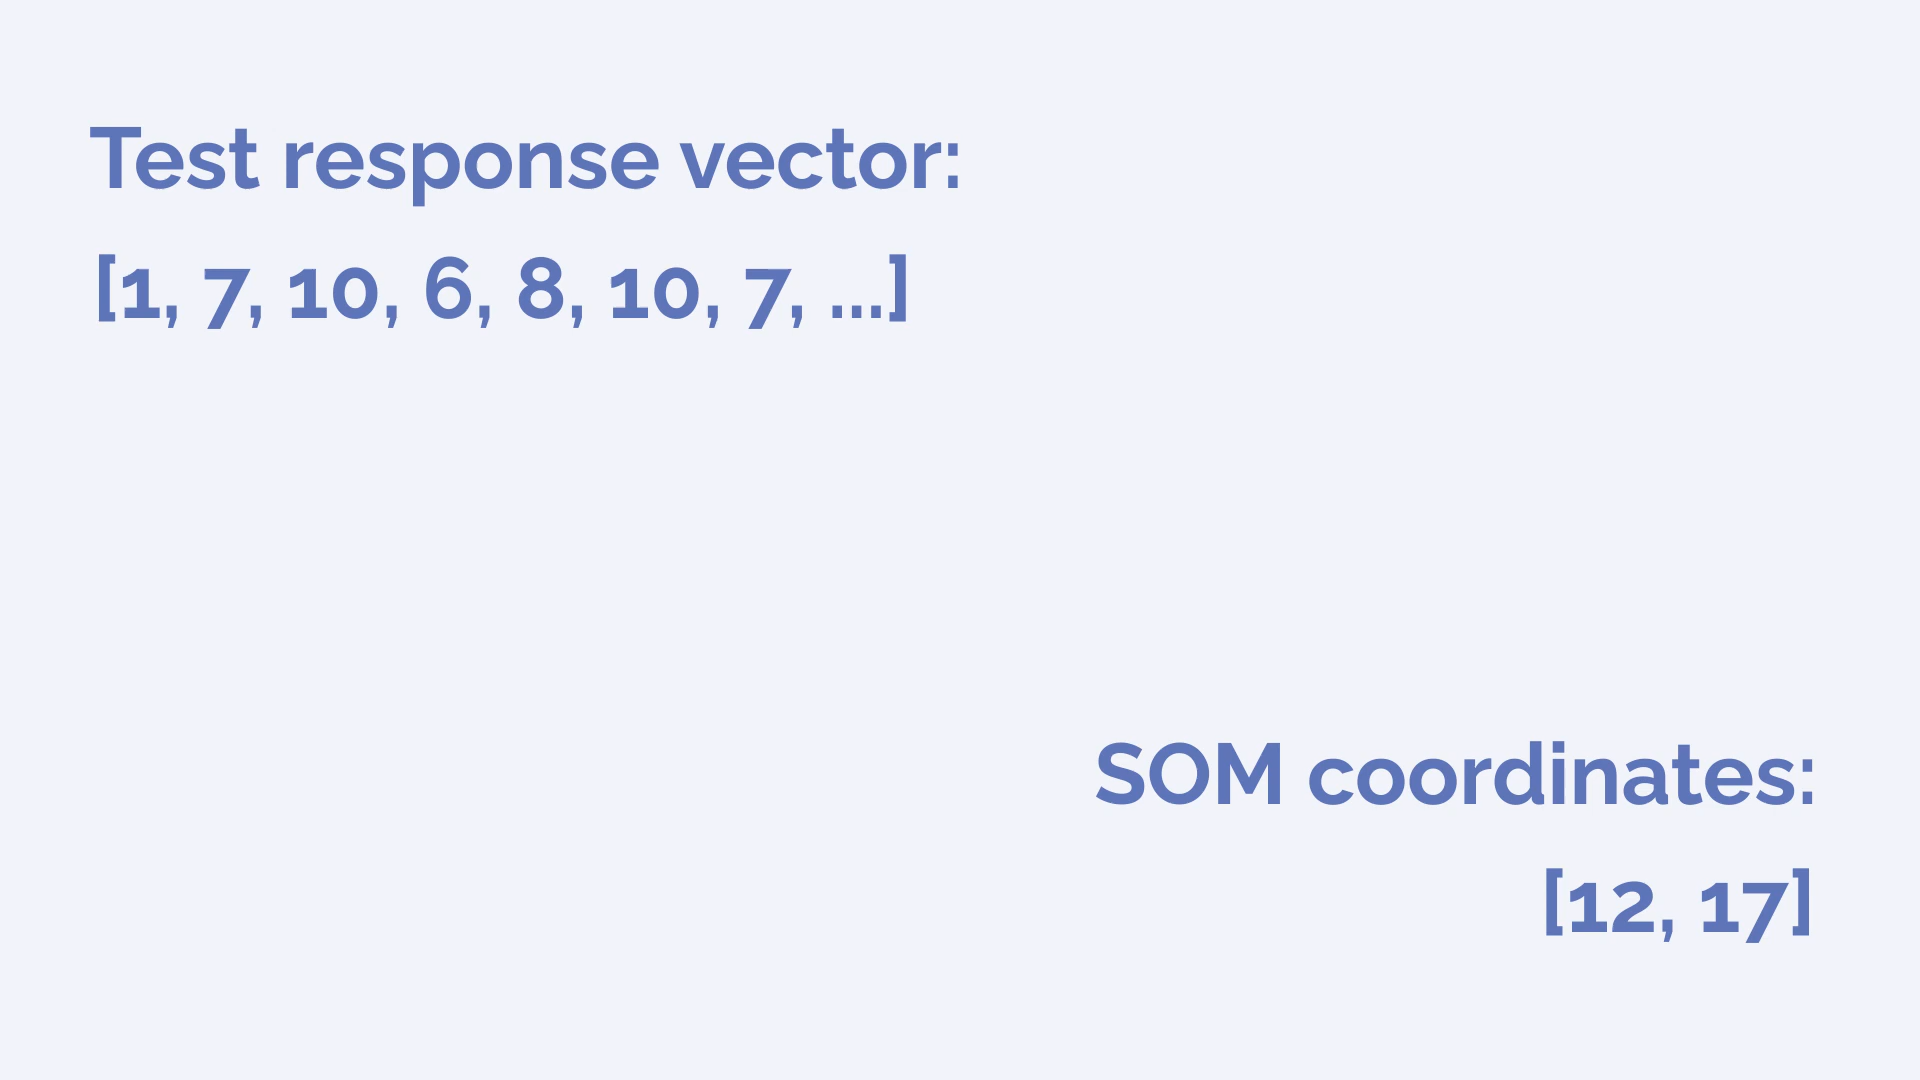 Test response vector:
[1, 7, 10, 6, 8, 10, 7, ...]
SOM coordinates:
[12, 17]